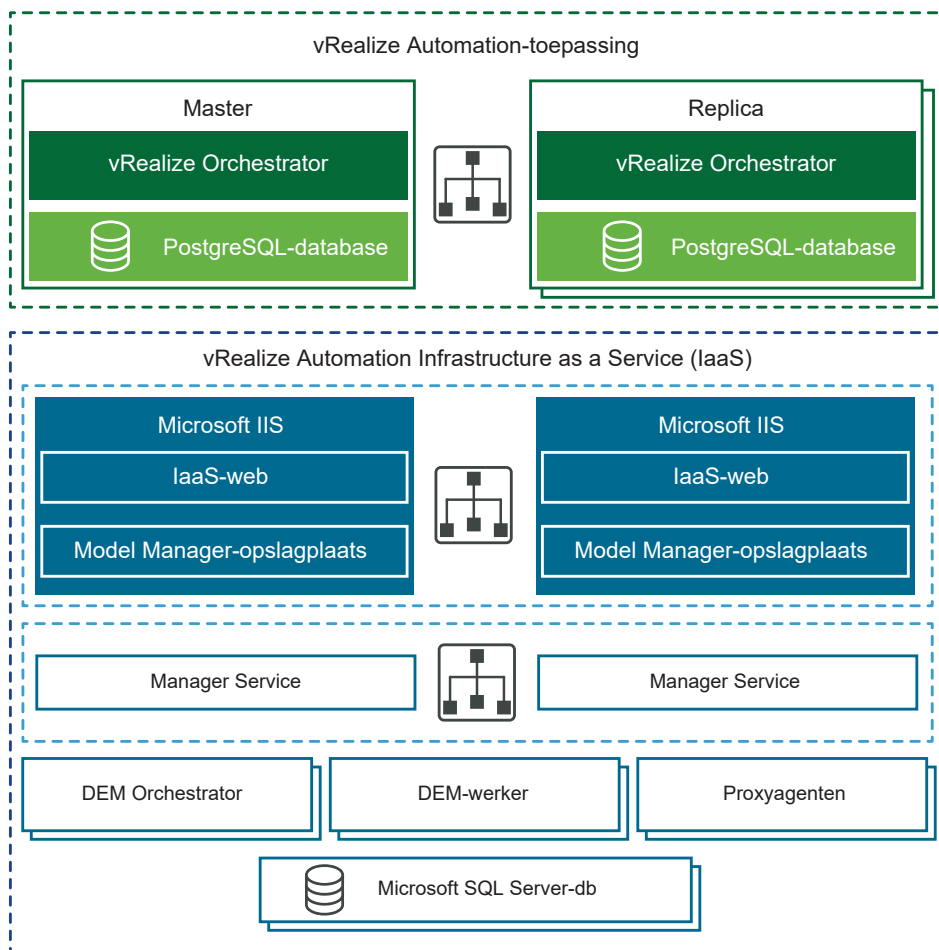 vRealize Automation-toepassing
Master
Replica
vRealize Orchestrator
vRealize Orchestrator
PostgreSQL-database
PostgreSQL-database
vRealize Automation Infrastructure as a Service (IaaS)
Microsoft IIS
Microsoft IIS
IaaS-web
IaaS-web
Model Manager-opslagplaats
Model Manager-opslagplaats
Manager Service
Manager Service
DEM Orchestrator
DEM-werker
Proxyagenten
Microsoft SQL Server-db